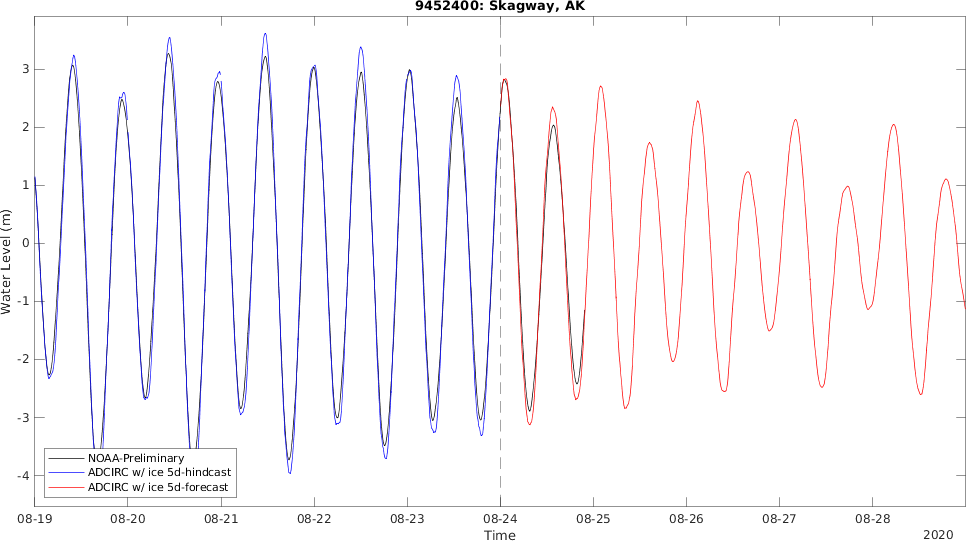 9452400: Skagway, AK
3
2
1
0
-1
-2
-3
-4
Water Level (m)
NOAA-Preliminary
ADCIRC w/ ice 5d-hindcast
ADCIRC w/ ice 5d-forecast
08-19 08-20 08-21 08-22 08-23 08-24 08-25 08-26 08-27 08-28
Time
2020